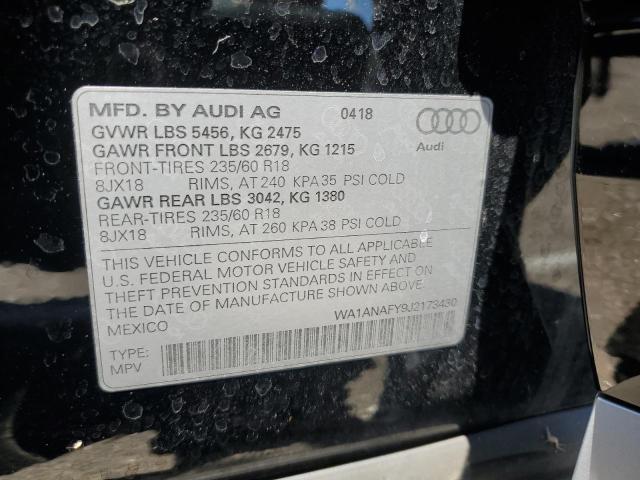 MFD. BY AUDI AG 0418
GVWR LBS 5456, KG 2475
GAWR FRONT LBS 2679, KG 1215
FRONT-TIRES 235/60 R18
8JX18 RIMS, AT 240 KPA 35 PSI COLD
GAWR REAR LBS 3042, KG 1380
REAR-TIRES 235/60 R18
8JX18 RIMS, AT 260 KPA 38 PSI COLD
Audi
THIS VEHICLE CONFORMS TO ALL APPLICABLE
U.S. FEDERAL MOTOR VEHICLE SAFETY AND
THEFT PREVENTION STANDARDS IN EFFECT ON
THE DATE OF MANUFACTURE SHOWN ABOVE.
MEXICO
WA1ANAFY9J2173430
TYPE:
MPV